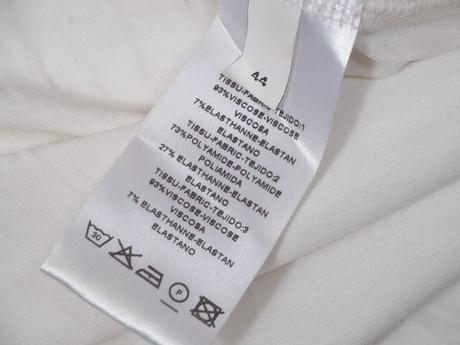 44
TISSU-FABRIC-TEJIDO:1
93%VISCOSE-VISCOSE
VISCOSA
7%ELASTHANNE-ELASTAN
ELASTANO
TISSU-FABRIC-TEJIDO:2
73%POLYAMIDE-POLYAMIDE
POLIAMIDA
27% ELASTHANNE-ELASTAN
ELASTANO
TISSU-FABRIC-TEJIDO:3
93%VISCOSE-VISCOSE
VISCOSA
7% ELASTHANNE-ELASTAN
ELASTANO
30 P